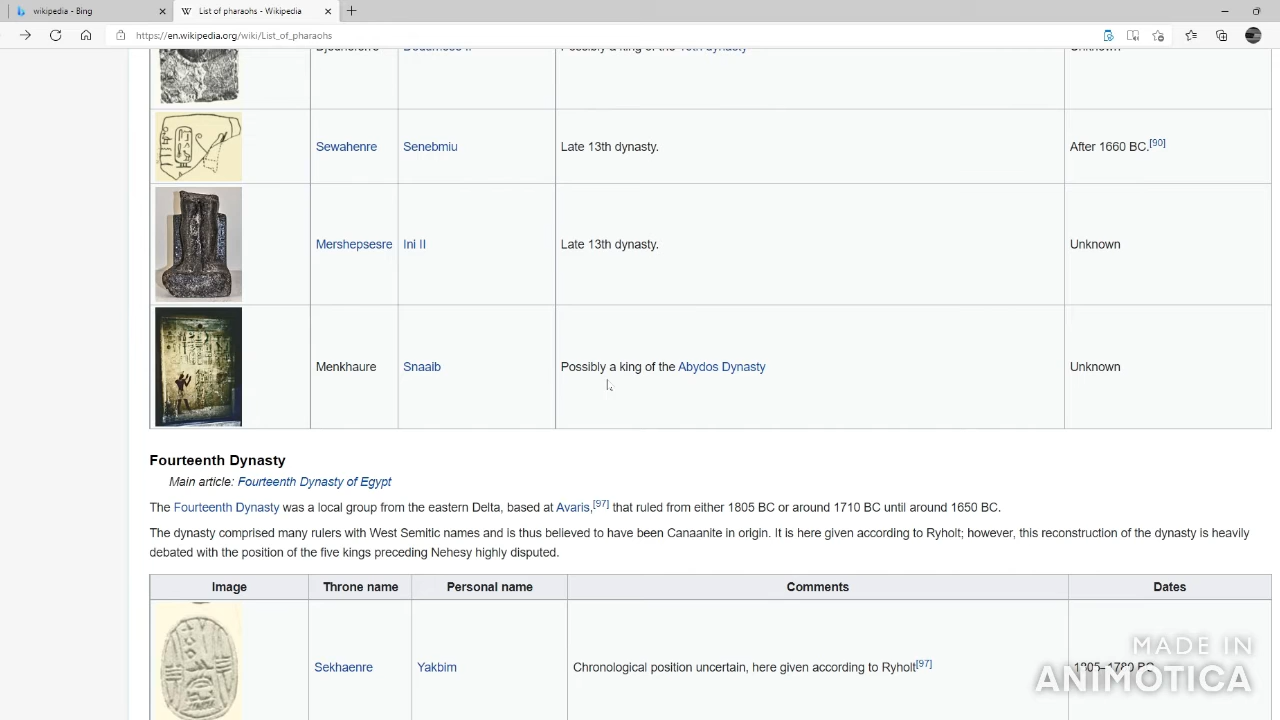 wikipedia - Bing
List of pharaohs - Wikipedia
https://en.wikipedia.org/wiki/List_of_pharaohs
Sewahenre Senebmiu Late 13th dynasty. After 1660 BC.[90]
Mershepsesre Ini II Late 13th dynasty. Unknown
Menkhaure Snaaib Possibly a king of the Abydos Dynasty Unknown
Fourteenth Dynasty
Main article: Fourteenth Dynasty of Egypt
The Fourteenth Dynasty was a local group from the eastern Delta, based at Avaris,[97] that ruled from either 1805 BC or around 1710 BC until around 1650 BC.
The dynasty comprised many rulers with West Semitic names and is thus believed to have been Canaanite in origin. It is here given according to Ryholt; however, this reconstruction of the dynasty is heavily
debated with the position of the five kings preceding Nehesy highly disputed.
Image Throne name Personal name Comments Dates
Sekhaenre Yakbim Chronological position uncertain, here given according to Ryholt[97] 1805–1780 BC
MADE IN
ANIMOTICA